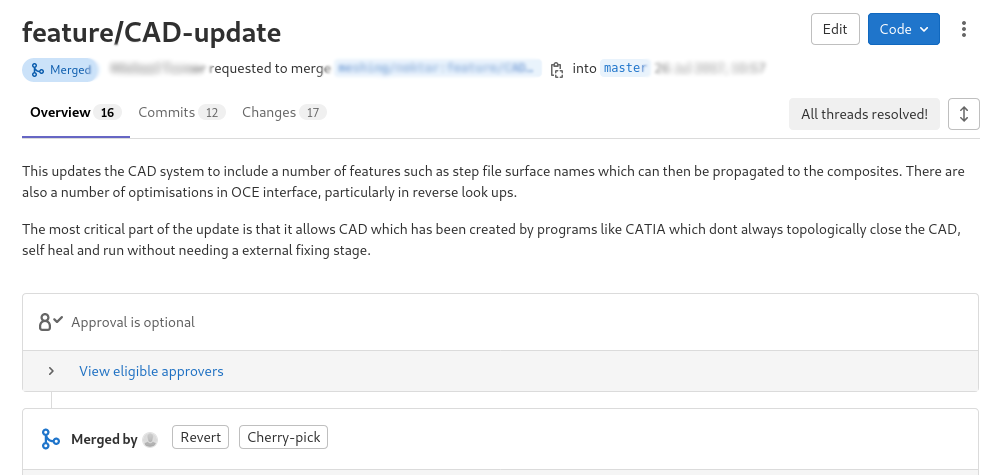 feature/CAD-update
Edit
Code
Merged requested to merge into master
Overview 16 Commits 12 Changes 17
All threads resolved!
This updates the CAD system to include a number of features such as step file surface names which can then be propagated to the composites. There are
also a number of optimisations in OCE interface, particularly in reverse look ups.
The most critical part of the update is that it allows CAD which has been created by programs like CATIA which dont always topologically close the CAD,
self heal and run without needing a external fixing stage.
Approval is optional
View eligible approvers
Merged by Revert Cherry-pick